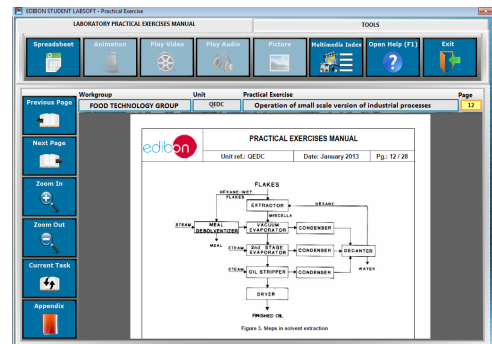 EDIBON STUDENT LABSOFT - Practical Exercise
LABORATORY PRACTICAL EXERCISES MANUAL
TOOLS
Spreadsheet
Animation
Play Video
Play Audio
Picture
Multimedia Index
Open Help (F1)
Exit
Workgroup
Unit
Practical Exercise
Page
FOOD TECHNOLOGY GROUP
QEDC
Operation of small scale version of industrial processes
12
Previous Page
Next Page
Zoom In
Zoom Out
Current Task
Appendix
edibon
PRACTICAL EXERCISES MANUAL
Unit ref.: QEDC
Date: January 2013
Pg.: 12 / 28
FLAKES
HEXANE-WET
FLAKES
EXTRACTOR
HEXANE
MISCELLA
STEAM
MEAL
DESOLVENTIZER
VACUUM
EVAPORATOR
CONDENSER
MEAL
STEAM
2nd STAGE
EVAPORATOR
CONDENSER
DECANTER
STEAM
OIL STRIPPER
CONDENSER
WATER
DRYER
FINISHED OIL
Figure 3. Steps in solvent extraction